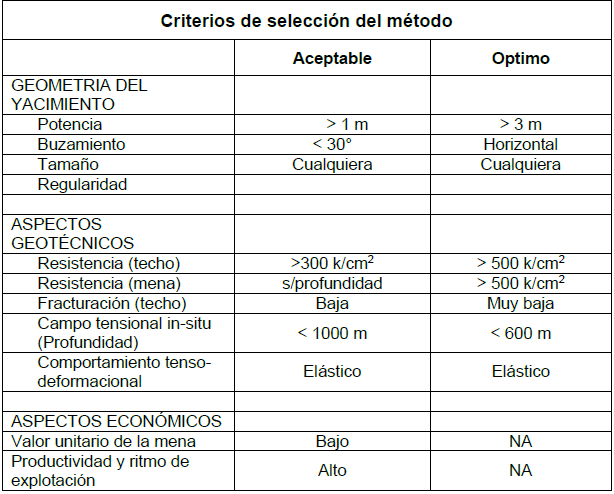 Criterios de selección del método
Aceptable Optimo
GEOMETRIA DEL
YACIMIENTO
Potencia > 1 m > 3 m
Buzamiento < 30° Horizontal
Tamaño Cualquiera Cualquiera
Regularidad
ASPECTOS
GEOTÉCNICOS
Resistencia (techo) >300 k/cm² > 500 k/cm²
Resistencia (mena) s/profundidad > 500 k/cm²
Fracturación (techo) Baja Muy baja
Campo tensional in-situ
(Profundidad) < 1000 m < 600 m
Comportamiento tenso-
deformacional Elástico Elástico
ASPECTOS ECONÓMICOS
Valor unitario de la mena Bajo NA
Productividad y ritmo de
explotación Alto NA